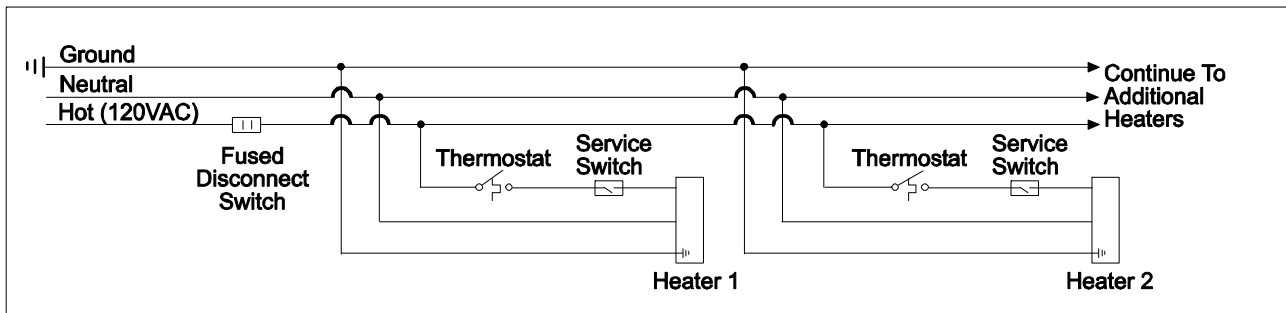 Ground
Neutral
Hot (120VAC)
Continue To
Additional
Heaters
Fused
Disconnect
Switch
Thermostat
Service
Switch
Thermostat
Service
Switch
Heater 1
Heater 2